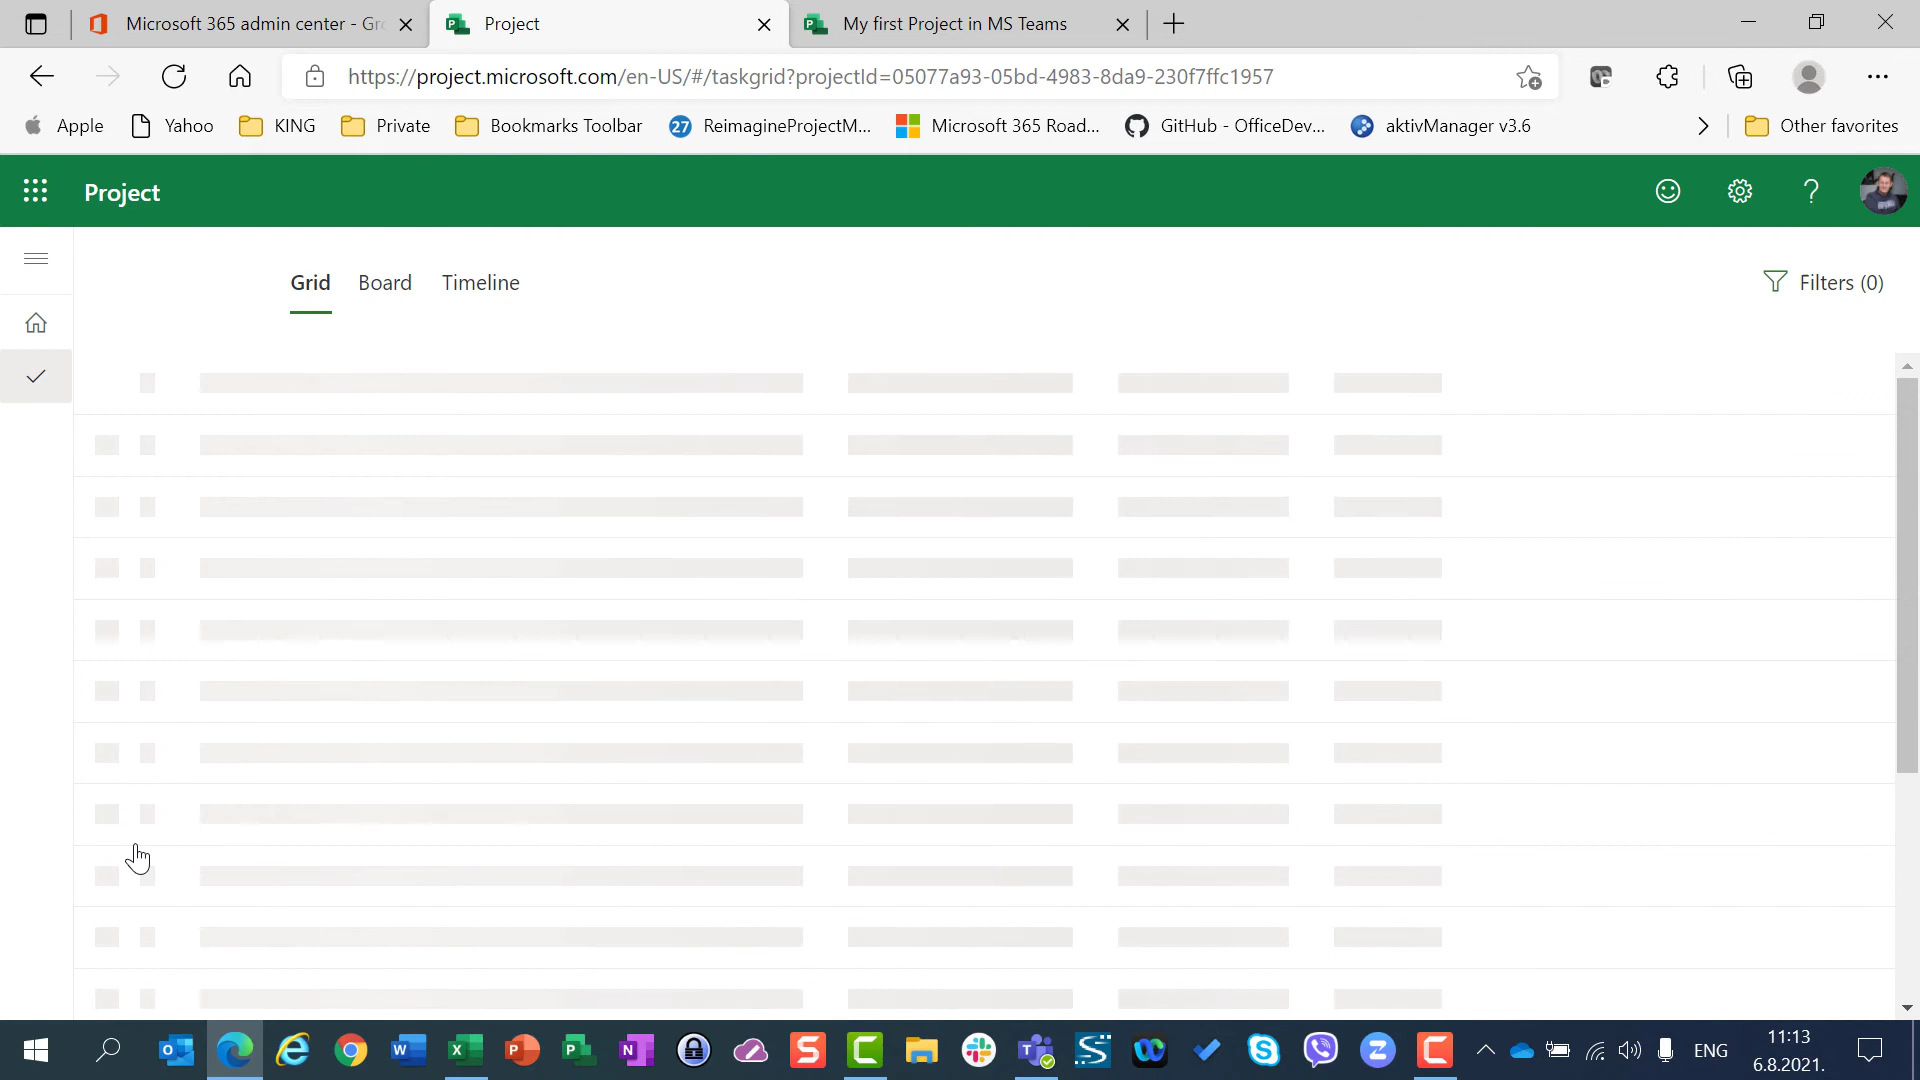 Microsoft 365 admin center - Gr
Project
My first Project in MS Teams
https://project.microsoft.com/en-US/#/taskgrid?projectId=05077a93-05bd-4983-8da9-230f7ffc1957
Apple
Yahoo
KING
Private
Bookmarks Toolbar
27
ReimagineProjectM...
Microsoft 365 Road...
GitHub - OfficeDev...
aktivManager v3.6
Other favorites
Project
Grid
Board
Timeline
Filters (0)
ENG
11:13
6.8.2021.